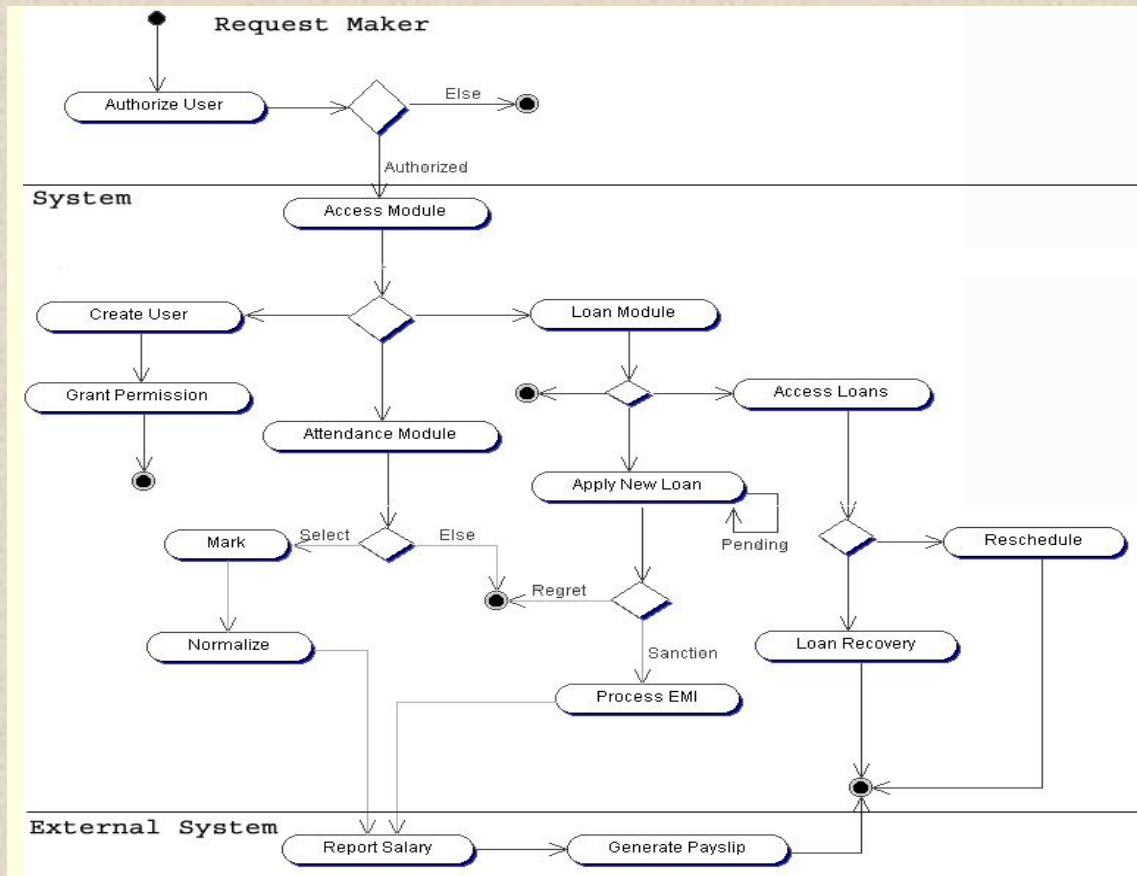 Request Maker
Authorize User
Else
Authorized
System
Access Module
Create User
Loan Module
Grant Permission
Access Loans
Attendance Module
Apply New Loan
Pending
Mark
Select
Else
Reschedule
Regret
Normalize
Sanction
Loan Recovery
Process EMI
External System
Report Salary
Generate Payslip